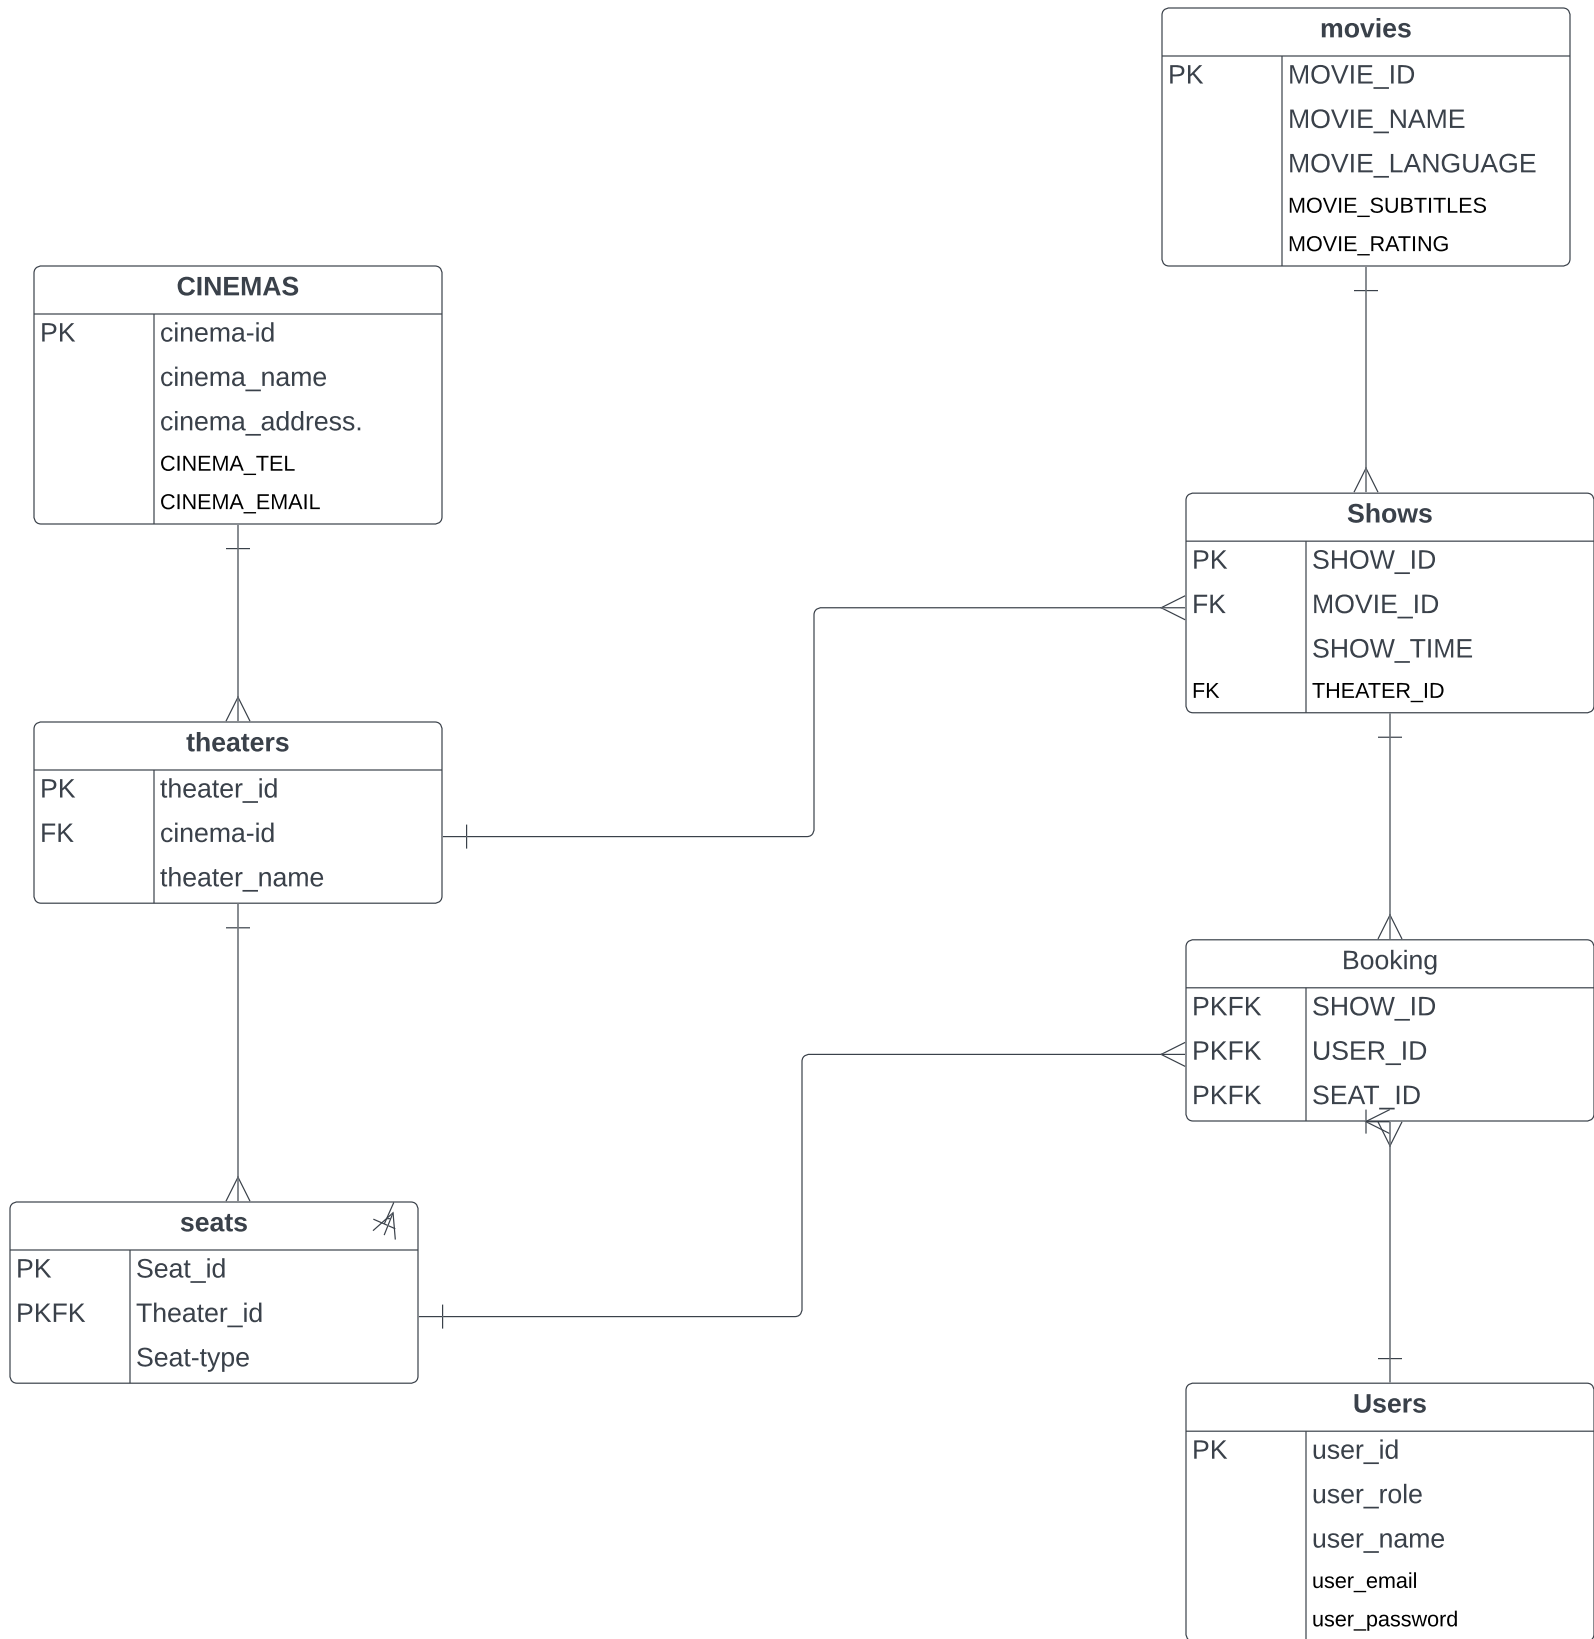 movies
PK MOVIE_ID
MOVIE_NAME
MOVIE_LANGUAGE
MOVIE_SUBTITLES
MOVIE_RATING
CINEMAS
PK cinema-id
cinema_name
cinema_address.
CINEMA_TEL
CINEMA_EMAIL
Shows
PK SHOW_ID
FK MOVIE_ID
SHOW_TIME
FK THEATER_ID
theaters
PK theater_id
FK cinema-id
theater_name
Booking
PKFK SHOW_ID
PKFK USER_ID
PKFK SEAT_ID
seats
PK Seat_id
PKFK Theater_id
Seat-type
Users
PK user_id
user_role
user_name
user_email
user_password